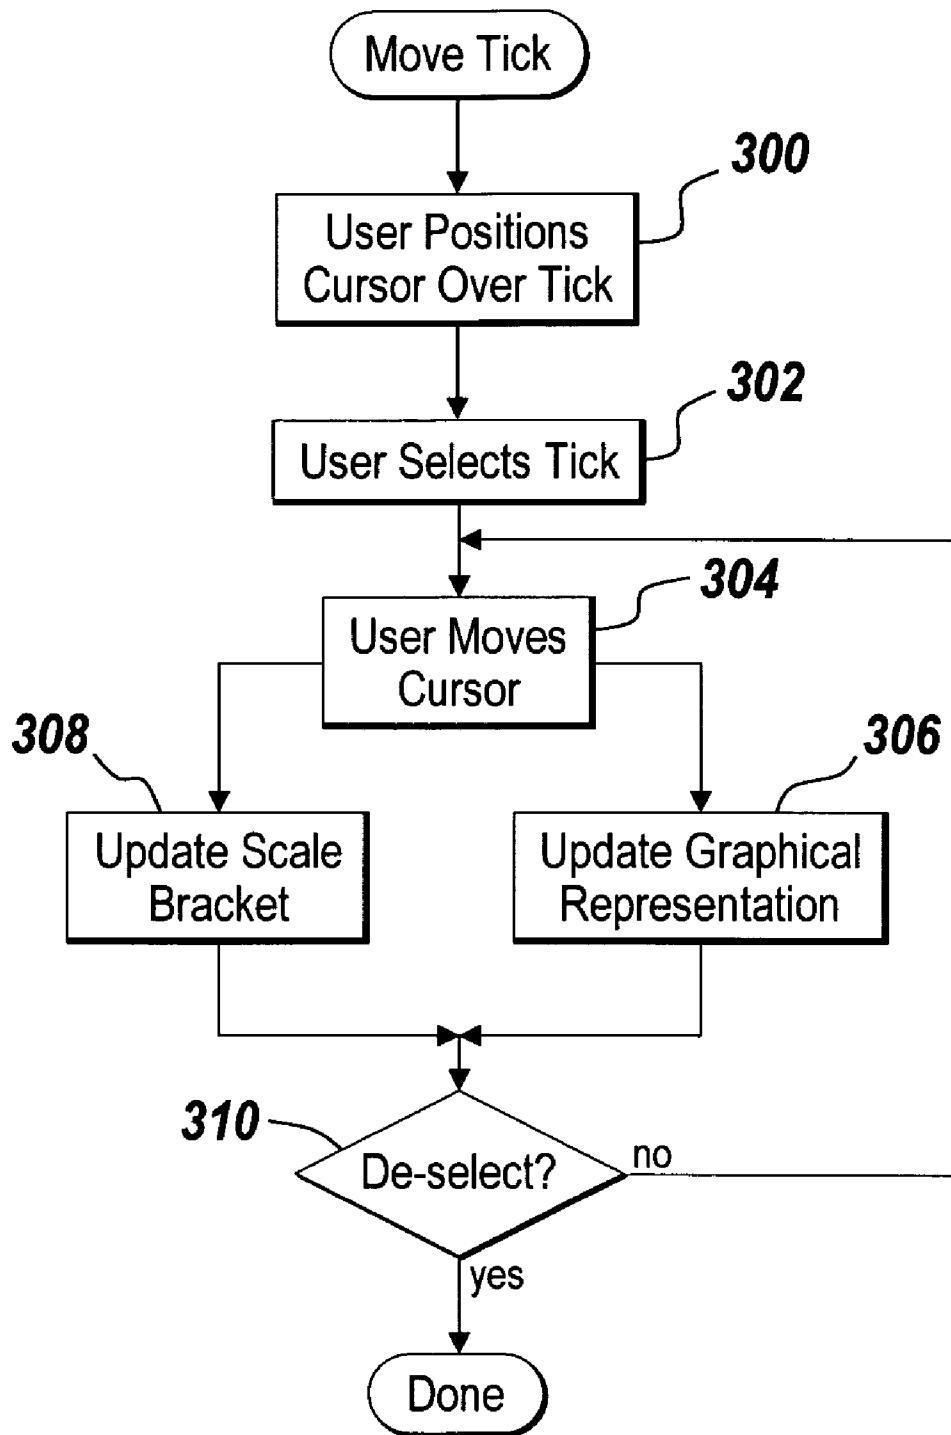 Move Tick
300
User Positions
Cursor Over Tick
302
User Selects Tick
304
User Moves
Cursor
308
306
Update Scale
Bracket
Update Graphical
Representation
310
De-select?
no
yes
Done